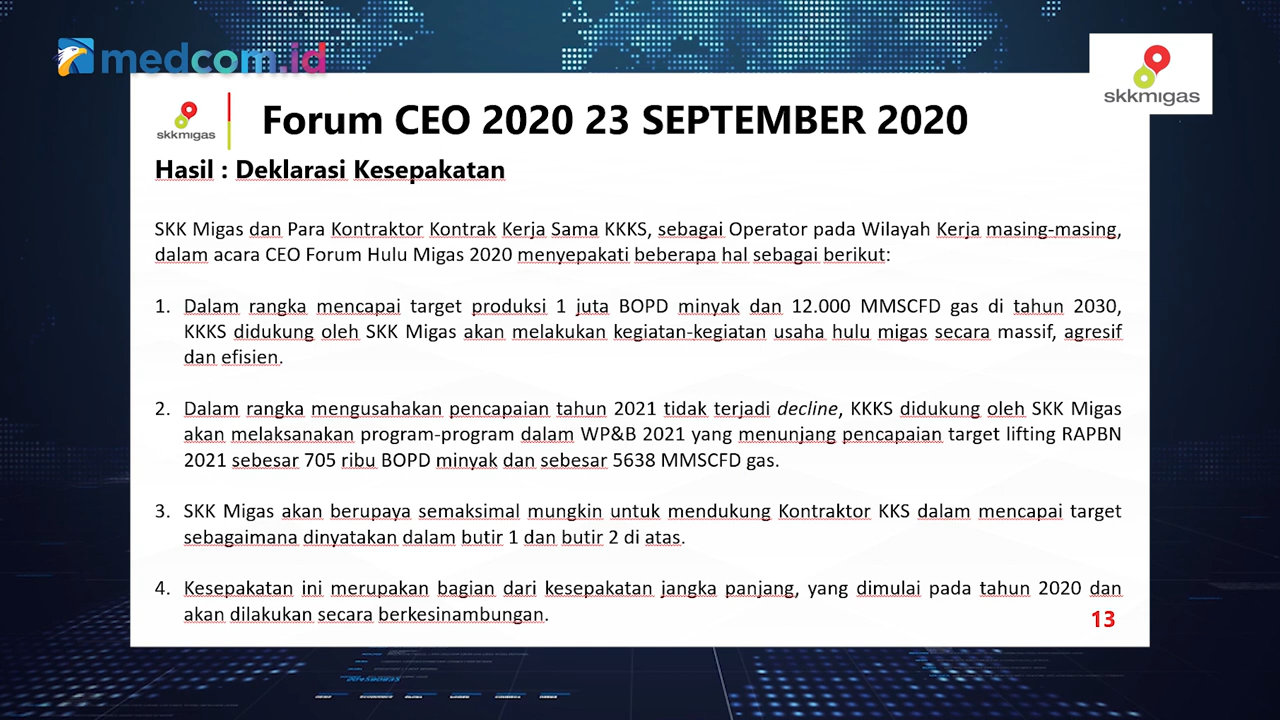 medcom.id
skkmigas
skkmigas
Forum CEO 2020 23 SEPTEMBER 2020
Hasil : Deklarasi Kesepakatan
SKK Migas dan Para Kontraktor Kontrak Kerja Sama KKKS, sebagai Operator pada Wilayah Kerja masing-masing,
dalam acara CEO Forum Hulu Migas 2020 menyepakati beberapa hal sebagai berikut:
1. Dalam rangka mencapai target produksi 1 juta BOPD minyak dan 12.000 MMSCFD gas di tahun 2030,
KKKS didukung oleh SKK Migas akan melakukan kegiatan-kegiatan usaha hulu migas secara massif, agresif
dan efisien.
2. Dalam rangka mengusahakan pencapaian tahun 2021 tidak terjadi decline, KKKS didukung oleh SKK Migas
akan melaksanakan program-program dalam WP&B 2021 yang menunjang pencapaian target lifting RAPBN
2021 sebesar 705 ribu BOPD minyak dan sebesar 5638 MMSCFD gas.
3. SKK Migas akan berupaya semaksimal mungkin untuk mendukung Kontraktor KKS dalam mencapai target
sebagaimana dinyatakan dalam butir 1 dan butir 2 di atas.
4. Kesepakatan ini merupakan bagian dari kesepakatan jangka panjang, yang dimulai pada tahun 2020 dan
akan dilakukan secara berkesinambungan.
13